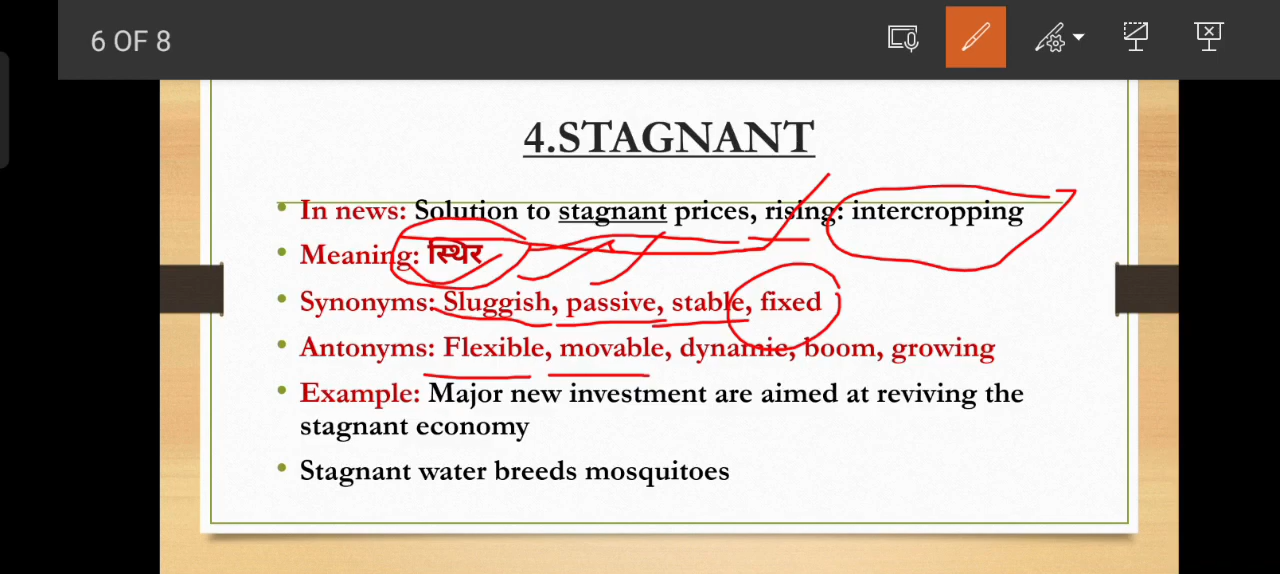 6 OF 8
4.STAGNANT
• In news: Solution to stagnant prices, rising: intercropping
• Meaning: स्थिर
• Synonyms: Sluggish, passive, stable, fixed
• Antonyms: Flexible, movable, dynamic, boom, growing
• Example: Major new investment are aimed at reviving the
stagnant economy
• Stagnant water breeds mosquitoes